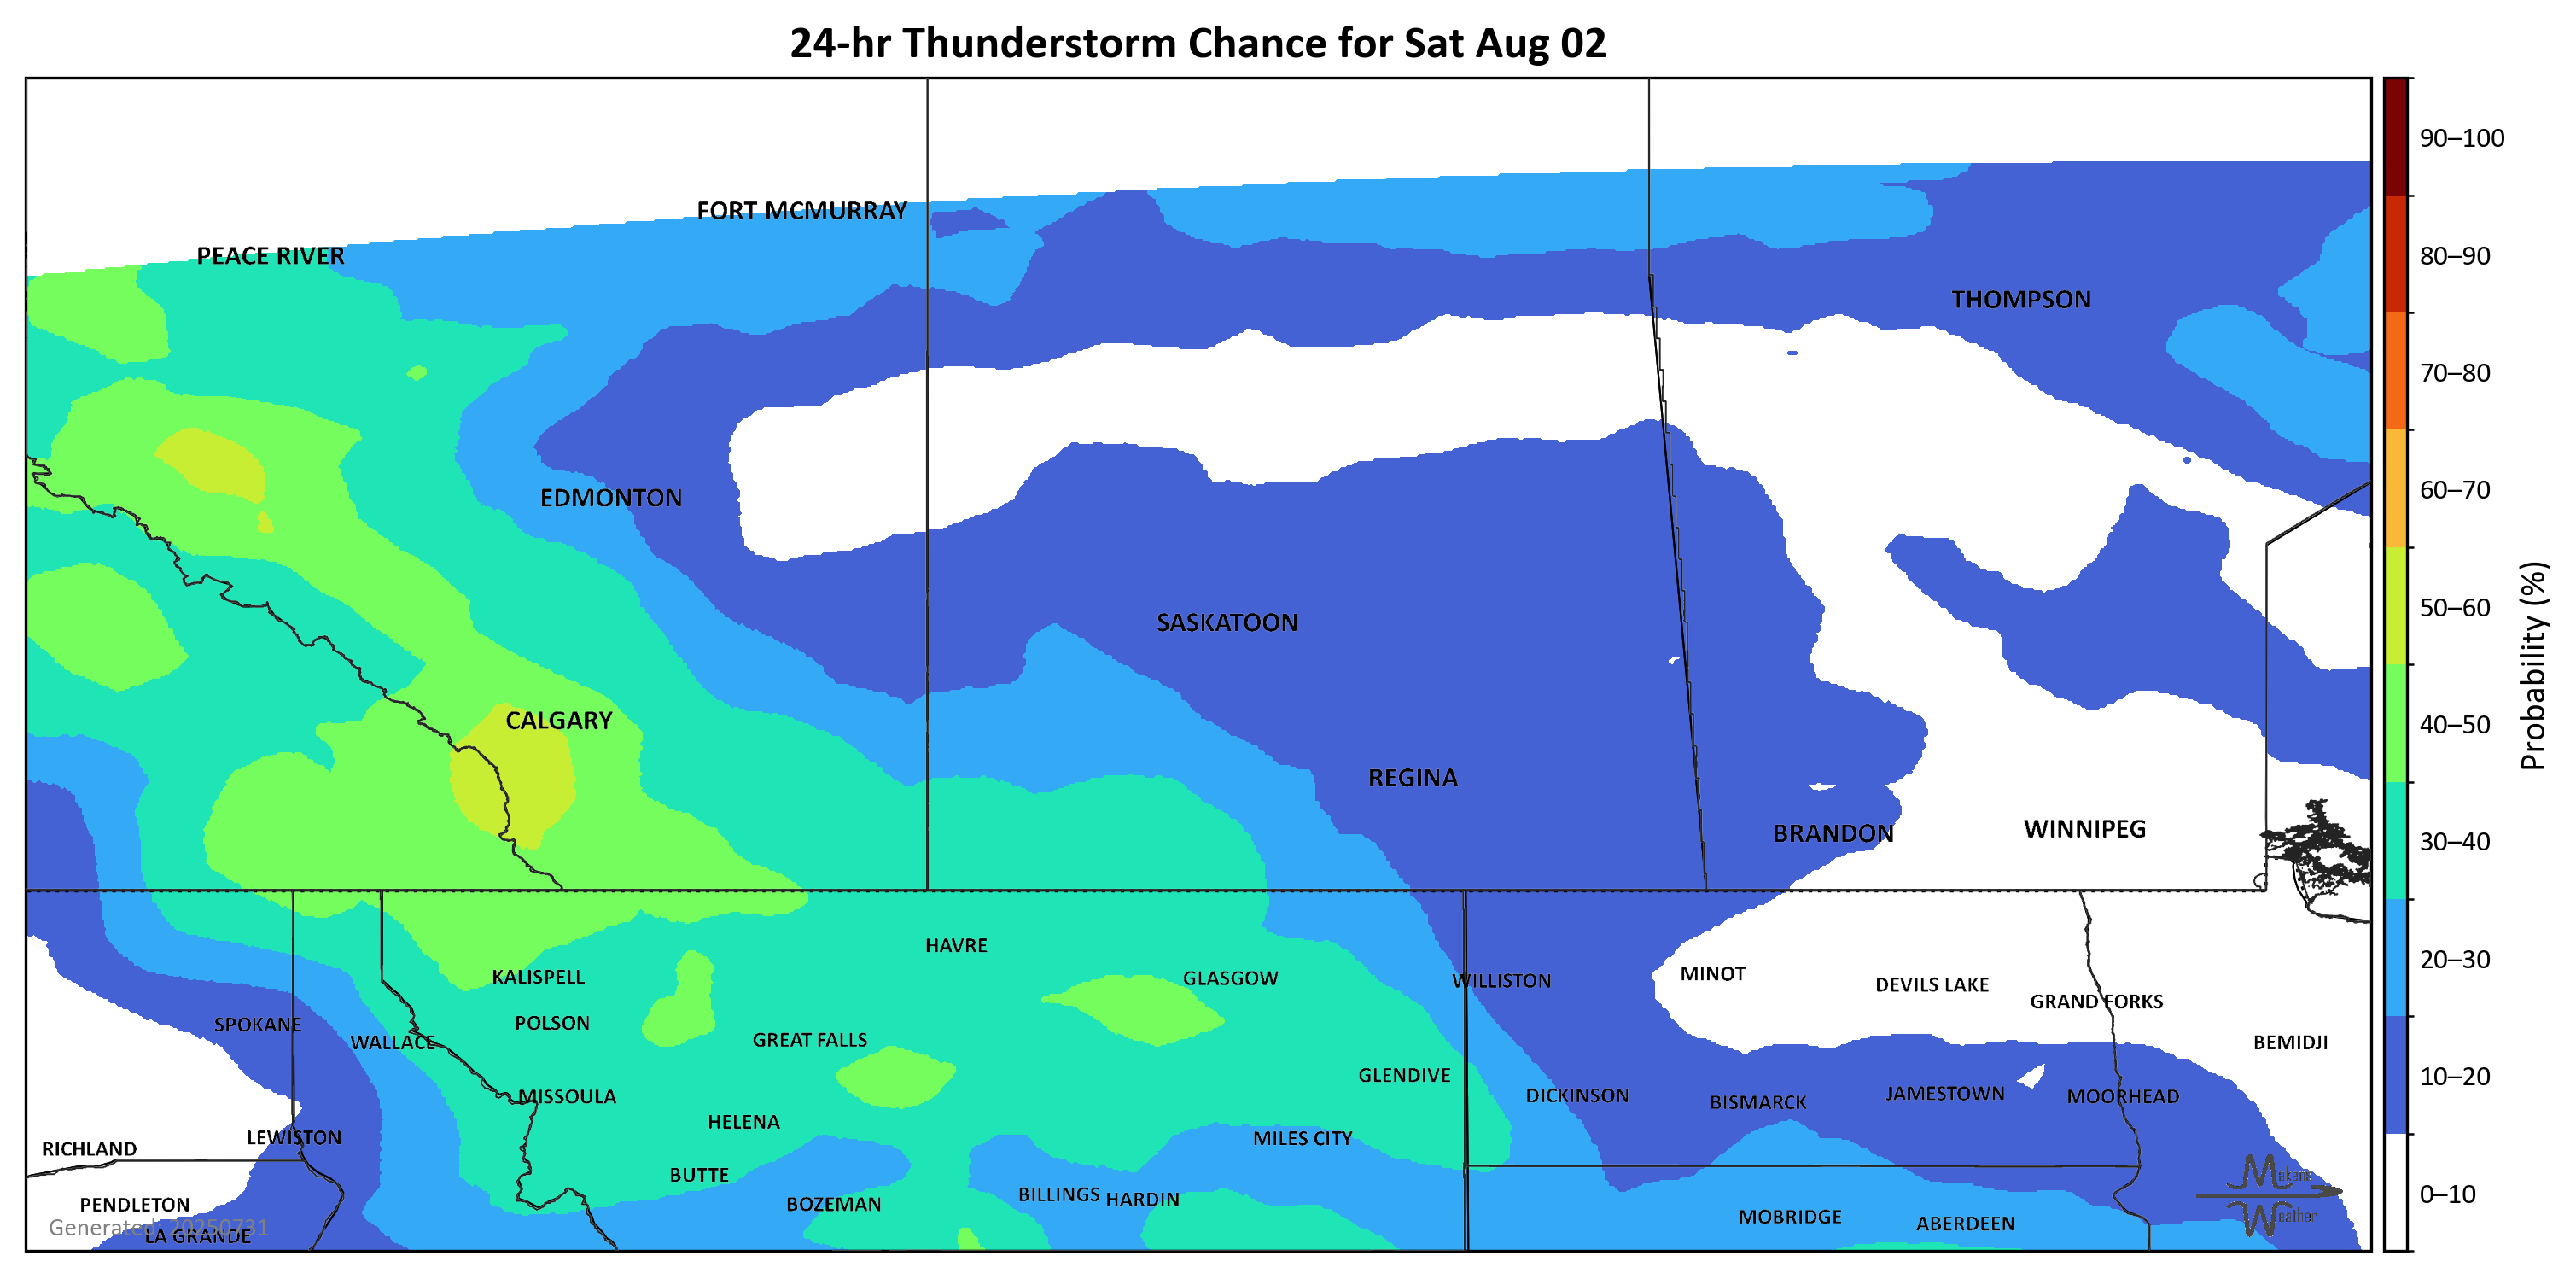 24-hr Thunderstorm Chance for Sat Aug 02
90–100
FORT MCMURRAY
PEACE RIVER
80–90
THOMPSON
70–80
EDMONTON
60–70
SASKATOON
50–60
Probability (%)
CALGARY
40–50
REGINA
WINNIPEG
BRANDON
30–40
HAVRE
20–30
KALISPELL
GLASGOW
WILLISTON
MINOT
DEVILS LAKE
GRAND FORKS
SPOKANE
POLSON
WALLACE
GREAT FALLS
BEMIDJI
GLENDIVE
10–20
MISSOULA
DICKINSON
BISMARCK
JAMESTOWN
MOORHEAD
HELENA
LEWISTON
MILES CITY
RICHLAND
BUTTE
Mekens
Weather
0–10
BILLINGS
HARDIN
PENDLETON
BOZEMAN
MOBRIDGE
ABERDEEN
Generated: 20250731
LA GRANDE